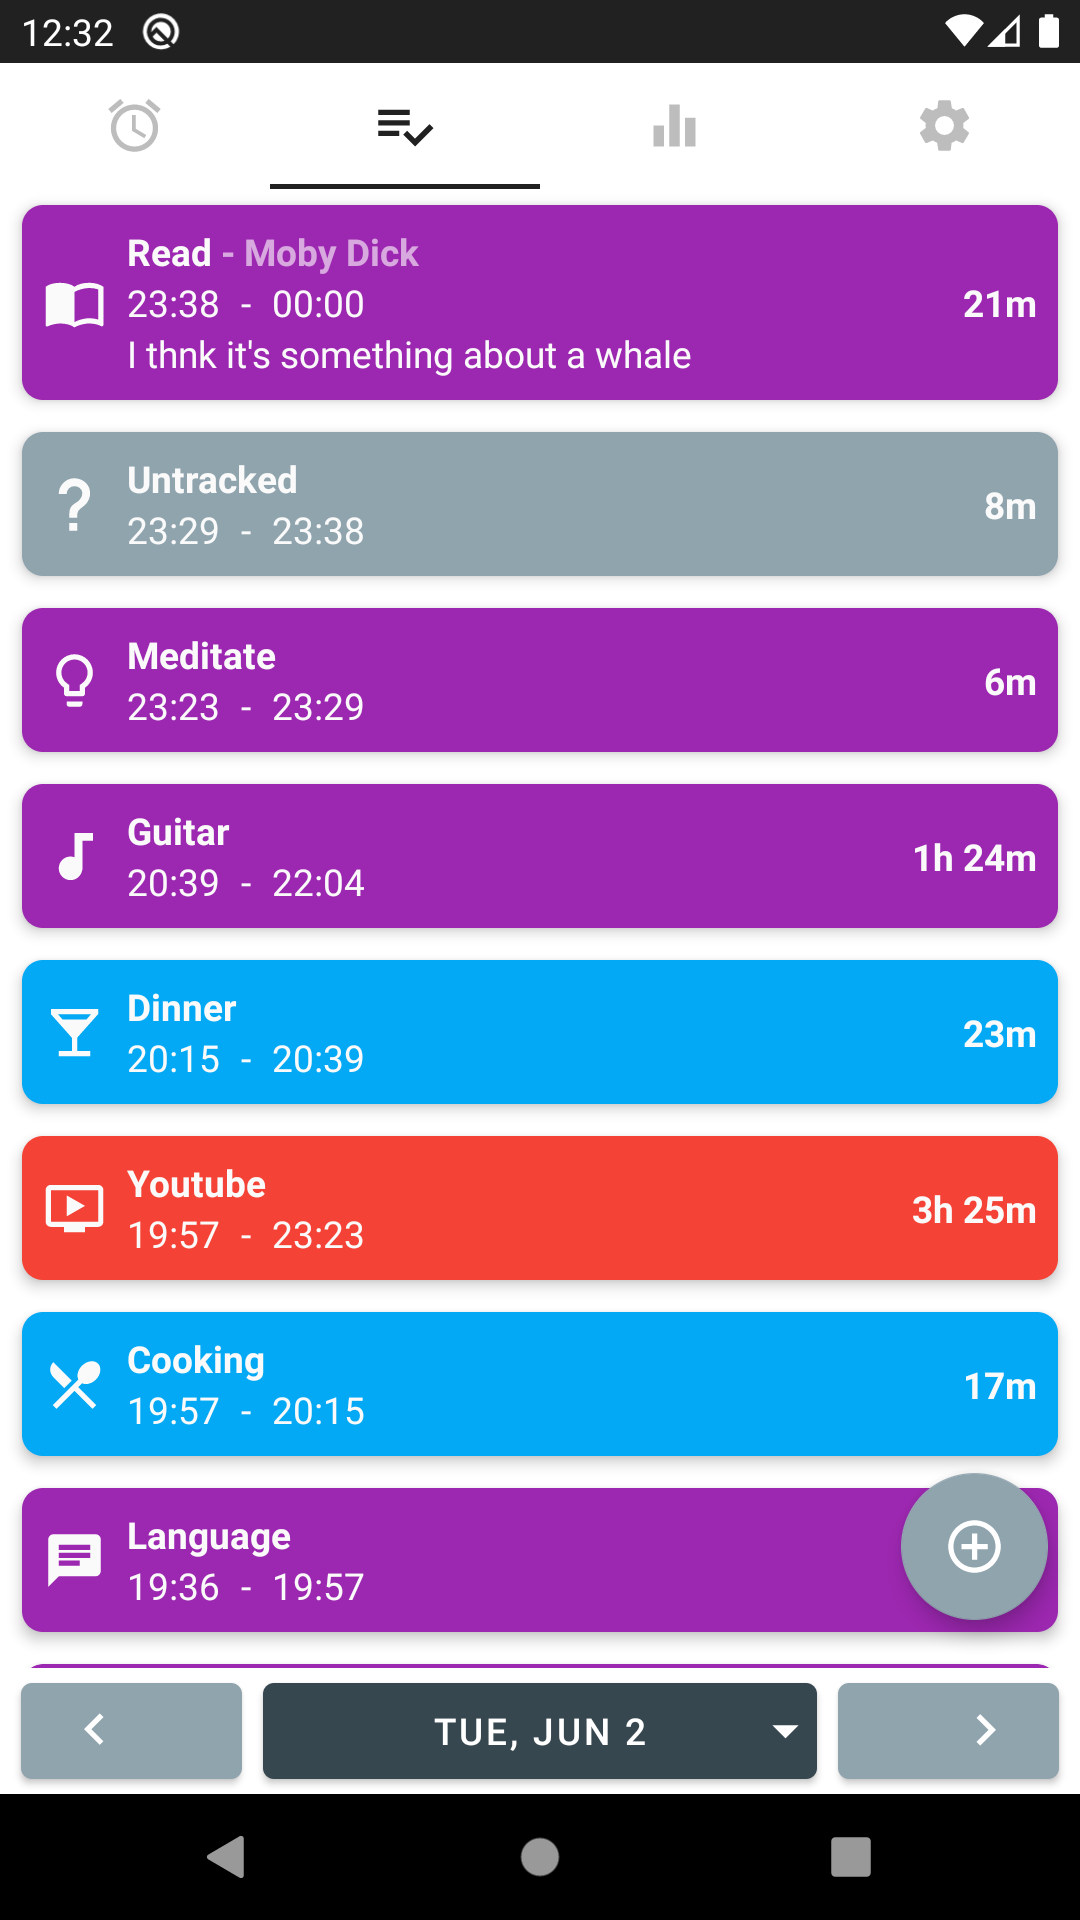 12:32
Read - Moby Dick
23:38 - 00:00
21m
I thnk it's something about a whale
Untracked
23:29 - 23:38
8m
Meditate
23:23 - 23:29
6m
Guitar
20:39 - 22:04
1h 24m
Dinner
20:15 - 20:39
23m
Youtube
19:57 - 23:23
3h 25m
Cooking
19:57 - 20:15
17m
Language
19:36 - 19:57
TUE, JUN 2